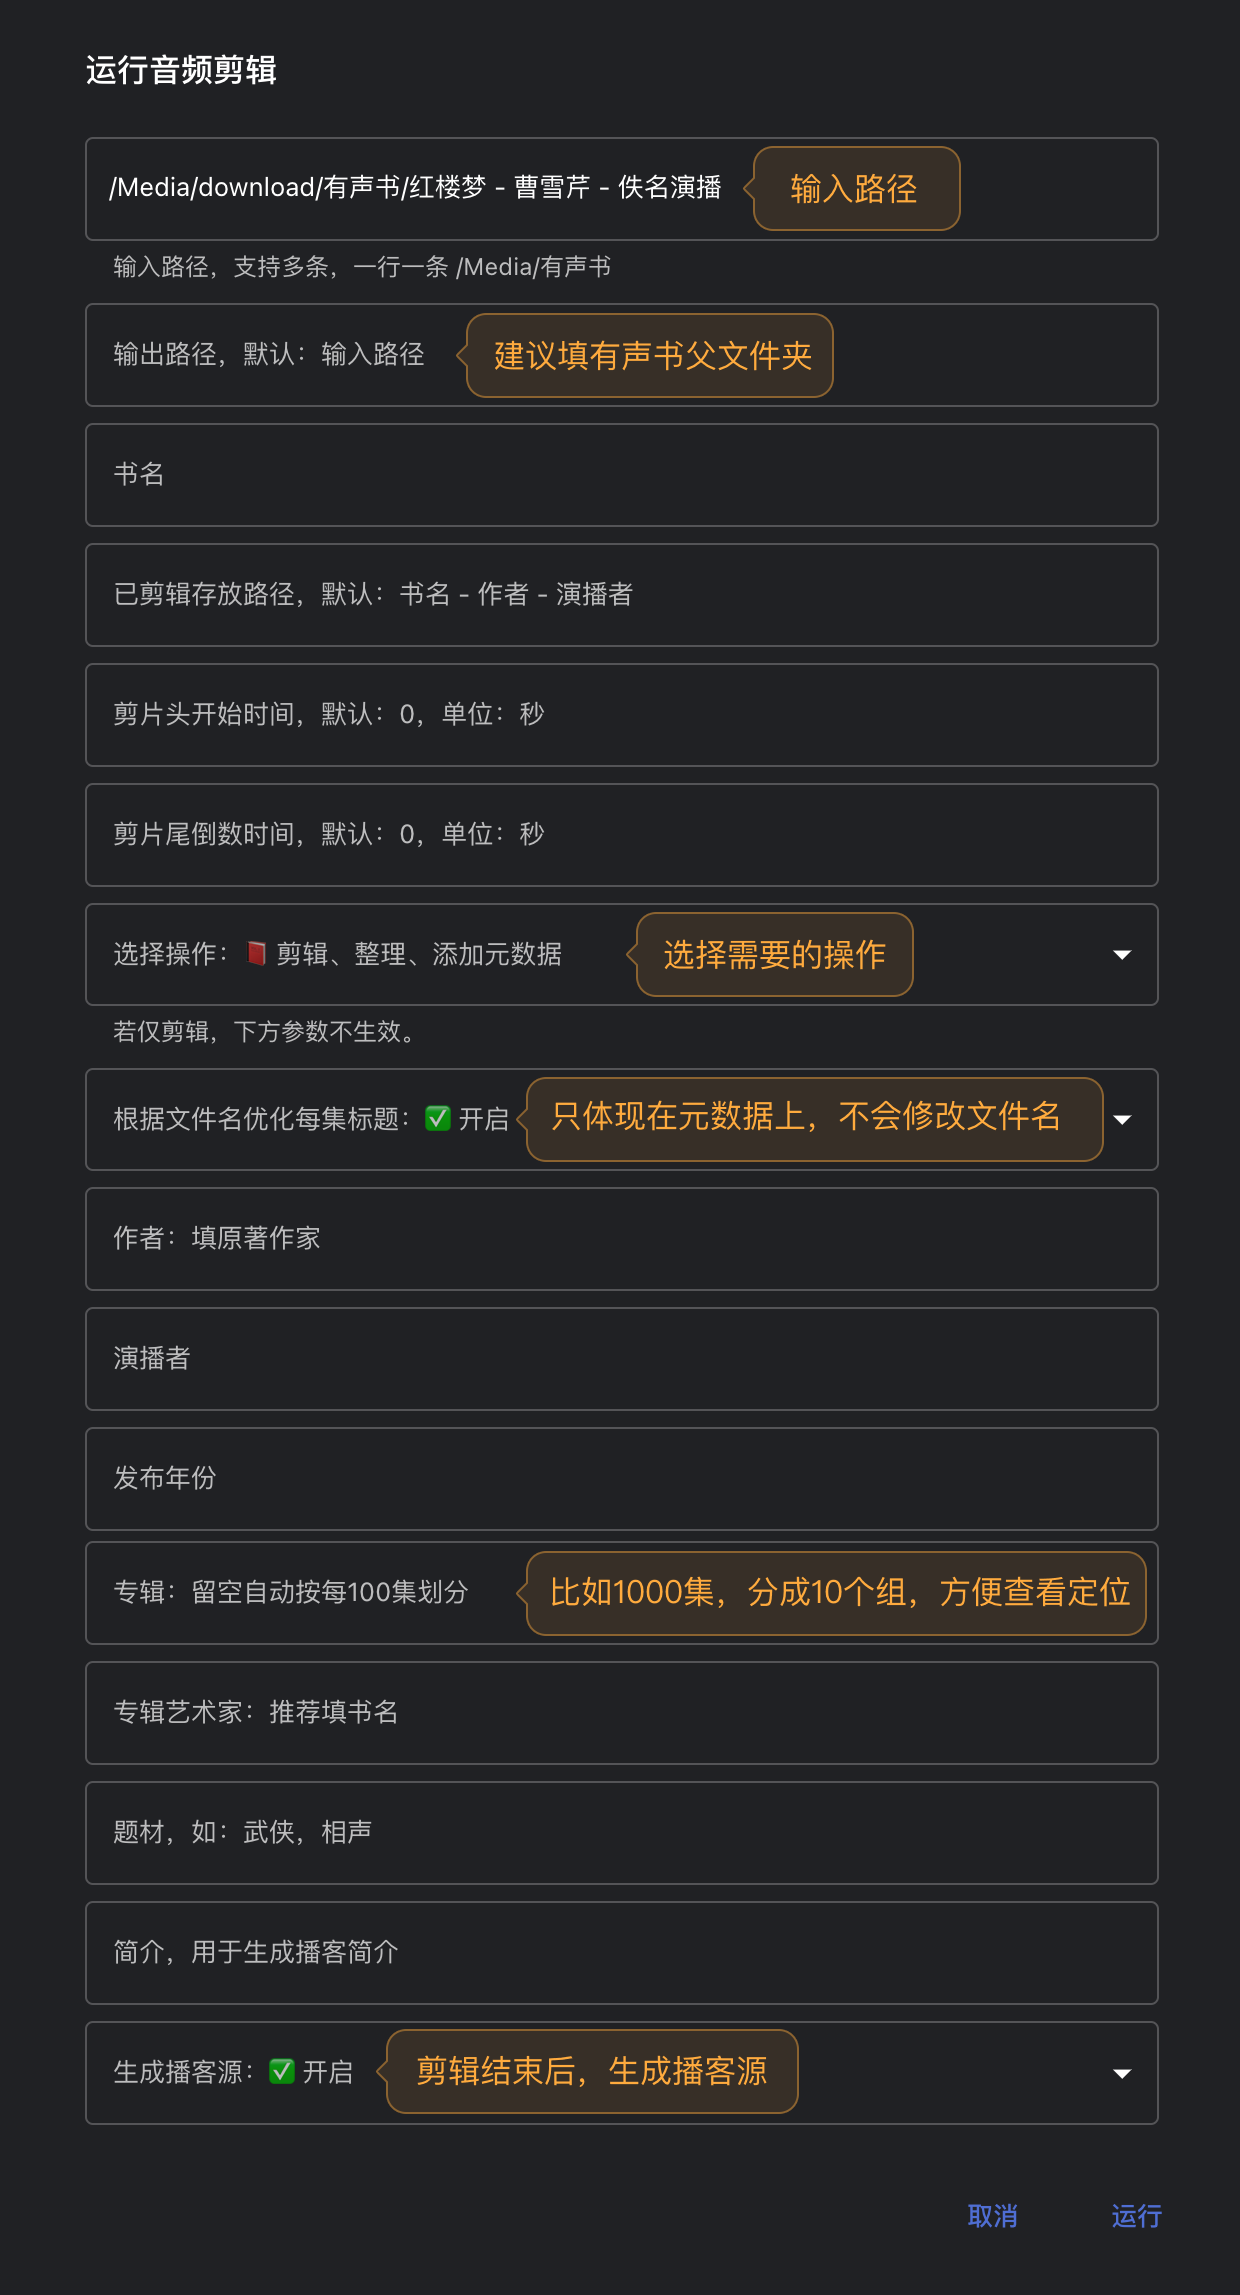 运行音频剪辑
/Media/download/有声书/红楼梦 - 曹雪芹 - 佚名演播 输入路径
输入路径，支持多条，一行一条 /Media/有声书
输出路径，默认：输入路径 建议填有声书父文件夹
书名
已剪辑存放路径，默认：书名 - 作者 - 演播者
剪片头开始时间，默认：0，单位：秒
剪片尾倒数时间，默认：0，单位：秒
选择操作：📕 剪辑、整理、添加元数据 选择需要的操作
若仅剪辑，下方参数不生效。
根据文件名优化每集标题：✅ 开启 只体现在元数据上，不会修改文件名
作者：填原著作家
演播者
发布年份
专辑：留空自动按每100集划分 比如1000集，分成10个组，方便查看定位
专辑艺术家：推荐填书名
题材，如：武侠，相声
简介，用于生成播客简介
生成播客源：✅ 开启 剪辑结束后，生成播客源
取消 运行